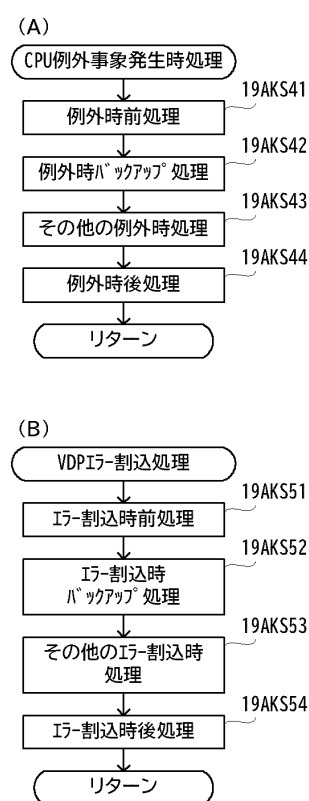 (A)
CPU例外事象発生時処理
19AKS41
例外時前処理
19AKS42
例外時ﾊﾞｯｸｱｯﾌﾟ処理
19AKS43
その他の例外時処理
19AKS44
例外時後処理
リターン
(B)
VDPｴﾗｰ割込処理
19AKS51
ｴﾗｰ割込時前処理
19AKS52
ｴﾗｰ割込時
ﾊﾞｯｸｱｯﾌﾟ処理
19AKS53
その他のｴﾗｰ割込時
処理
19AKS54
ｴﾗｰ割込時後処理
リターン